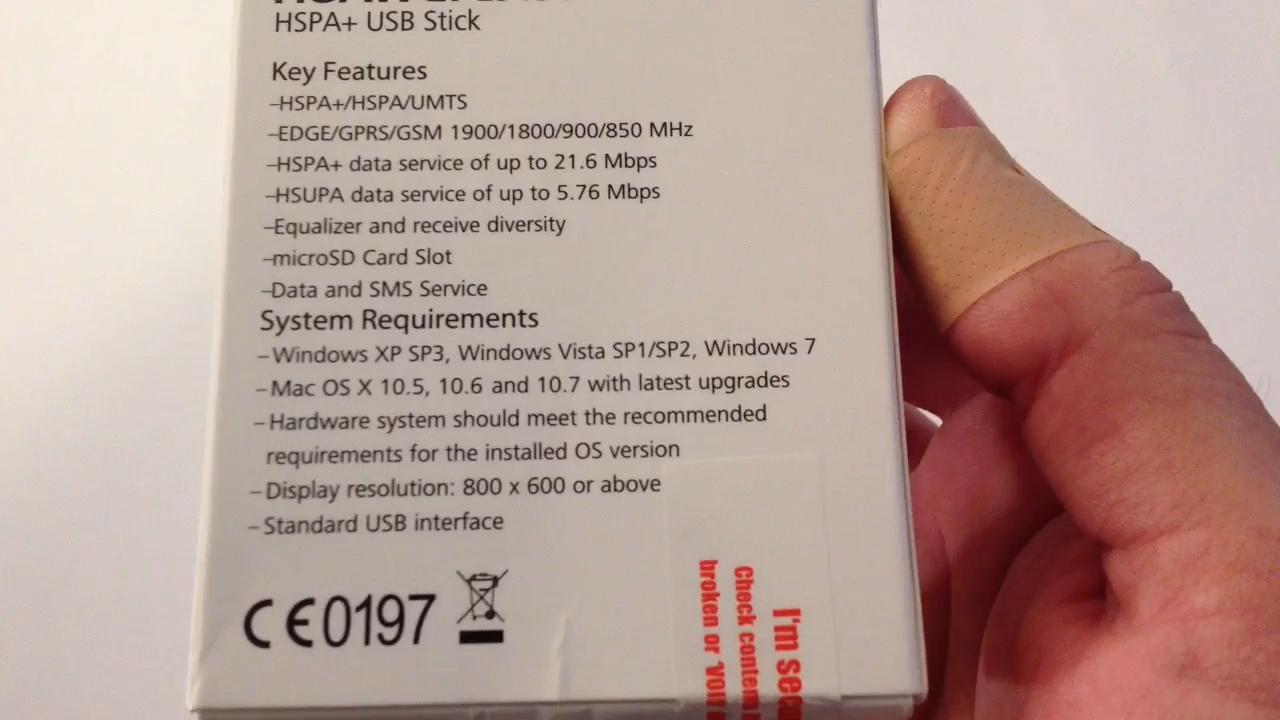 HSPA+ USB Stick
Key Features
–HSPA+/HSPA/UMTS
–EDGE/GPRS/GSM 1900/1800/900/850 MHz
–HSPA+ data service of up to 21.6 Mbps
–HSUPA data service of up to 5.76 Mbps
–Equalizer and receive diversity
–microSD Card Slot
–Data and SMS Service
System Requirements
–Windows XP SP3, Windows Vista SP1/SP2, Windows 7
–Mac OS X 10.5, 10.6 and 10.7 with latest upgrades
–Hardware system should meet the recommended
requirements for the installed OS version
–Display resolution: 800 x 600 or above
–Standard USB interface
CE0197
I'm
Check
broken or